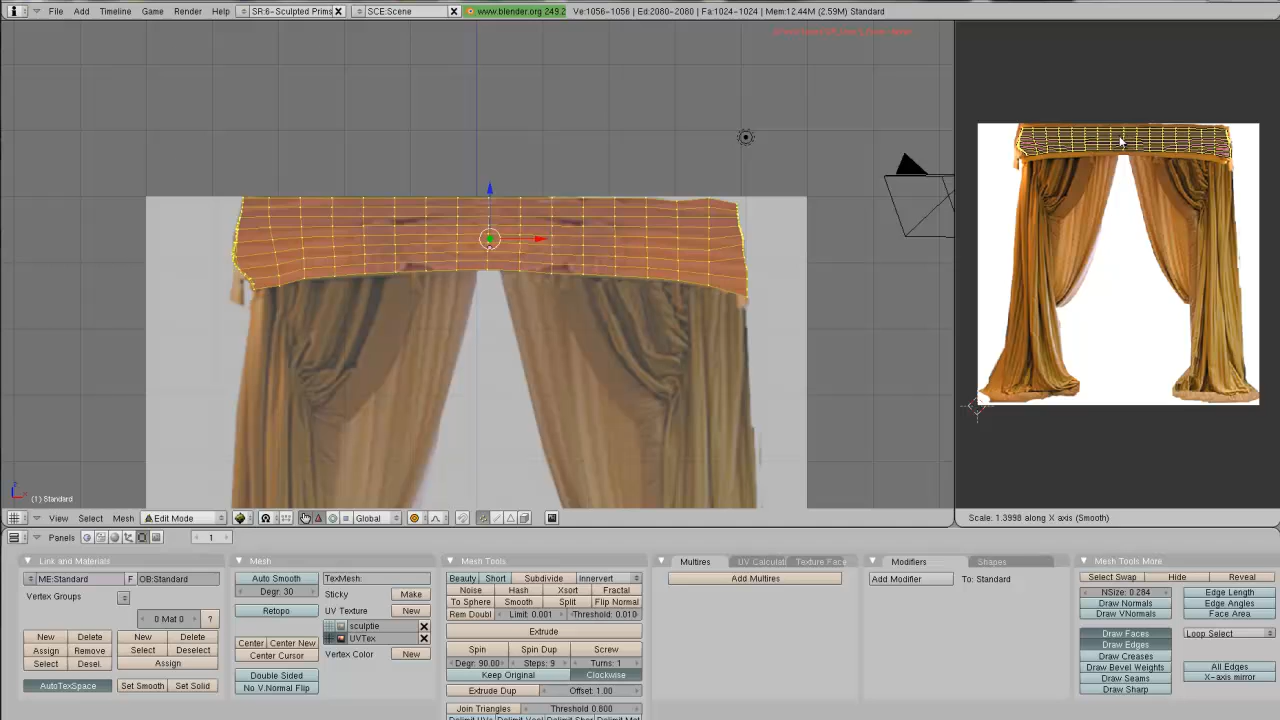 File Add Timeline Game Render Help SR:6-Sculpted Prims SCE:Scene www.blender.org 249.2 Ve:1056-1056 | Ed:2080-2080 | Fa:1024-1024 | Mem:12.44M (2.59M) Standard
(1) Standard
View Select Mesh Edit Mode Global
Scale: 1.3998 along X axis (Smooth)
Panels 1
Link and Materials
ME:Standard F OB:Standard
Vertex Groups
0 Mat 0 ?
New Delete New Delete
Assign Remove Select Deselect
Select Desel. Assign
AutoTexSpace Set Smooth Set Solid
Mesh
Auto Smooth
Degr: 30
Retopo
Center Center New
Center Cursor
Double Sided
No V.Normal Flip
TexMesh:
Sticky Make
UV Texture New
sculptie
UVTex
Vertex Color New
Mesh Tools
Beauty Short Subdivide Innervert
Noise Hash Xsort Fractal
To Sphere Smooth Split Flip Normal
Rem Doubl Limit: 0.001 Threshold: 0.010
Extrude
Spin Spin Dup Screw
Degr: 90.00 Steps: 9 Turns: 1
Keep Original Clockwise
Extrude Dup Offset: 1.00
Join Triangles Threshold 0.800
Multires UV Calculati Texture Face
Add Multires
Modifiers Shapes
Add Modifier To: Standard
Mesh Tools More
Select Swap Hide Reveal
NSize: 0.284
Draw Normals
Draw VNormals
Edge Length
Edge Angles
Face Area
Draw Faces
Draw Edges
Draw Creases
Draw Bevel Weights
Draw Seams
Draw Sharp
Loop Select
All Edges
X-axis mirror